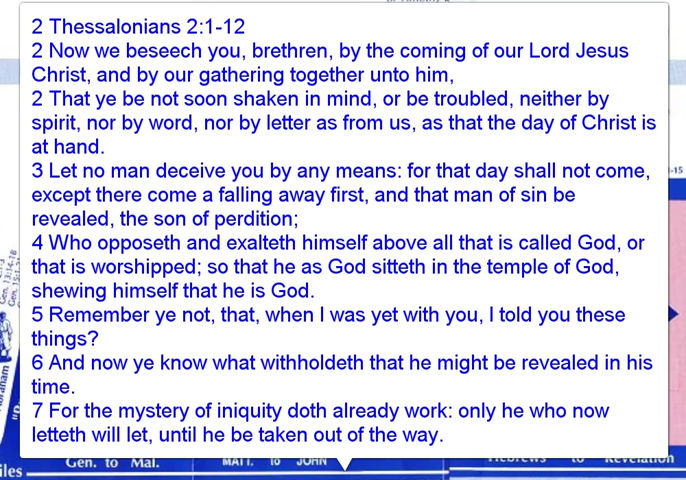 2 Thessalonians 2:1-12
2 Now we beseech you, brethren, by the coming of our Lord Jesus
Christ, and by our gathering together unto him,
2 That ye be not soon shaken in mind, or be troubled, neither by
spirit, nor by word, nor by letter as from us, as that the day of Christ is
at hand.
3 Let no man deceive you by any means: for that day shall not come,
except there come a falling away first, and that man of sin be
revealed, the son of perdition;
4 Who opposeth and exalteth himself above all that is called God, or
that is worshipped; so that he as God sitteth in the temple of God,
shewing himself that he is God.
5 Remember ye not, that, when I was yet with you, I told you these
things?
6 And now ye know what withholdeth that he might be revealed in his
time.
7 For the mystery of iniquity doth already work: only he who now
letteth will let, until he be taken out of the way.
Gen. to Mal.
MATT. to JOHN
Hebrews to Revelation